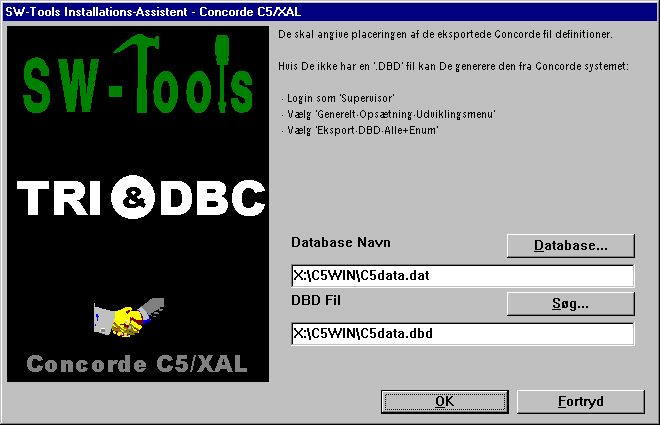 SW-Tools Installations-Assistent - Concorde C5/XAL
SW-Tools
TRI & DBC
Concorde C5/XAL
De skal angive placeringen af de eksportede Concorde fil definitioner.
Huis De ikke har en '.DBD' fil kan De generere den fra Concorde systemet:
- Login som 'Supervisor'
- Vælg 'Generelt-Opsætning-Udviklingsmenu'
- Vælg 'Eksport-DBD-Alle+Enum'
Database Navn
Database...
X:\C5WIN\C5data.dat
DBD Fil
Søg...
X:\C5WIN\C5data.dbd
OK
Fortryd